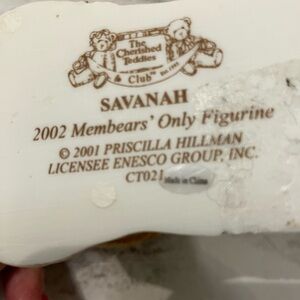 The
Cherished
Teddies
Club
SAVANAH
2002 Membears' Only Figurine
© 2001 PRISCILLA HILLMAN
LICENSEE ENESCO GROUP, INC.
CT021
Made in China